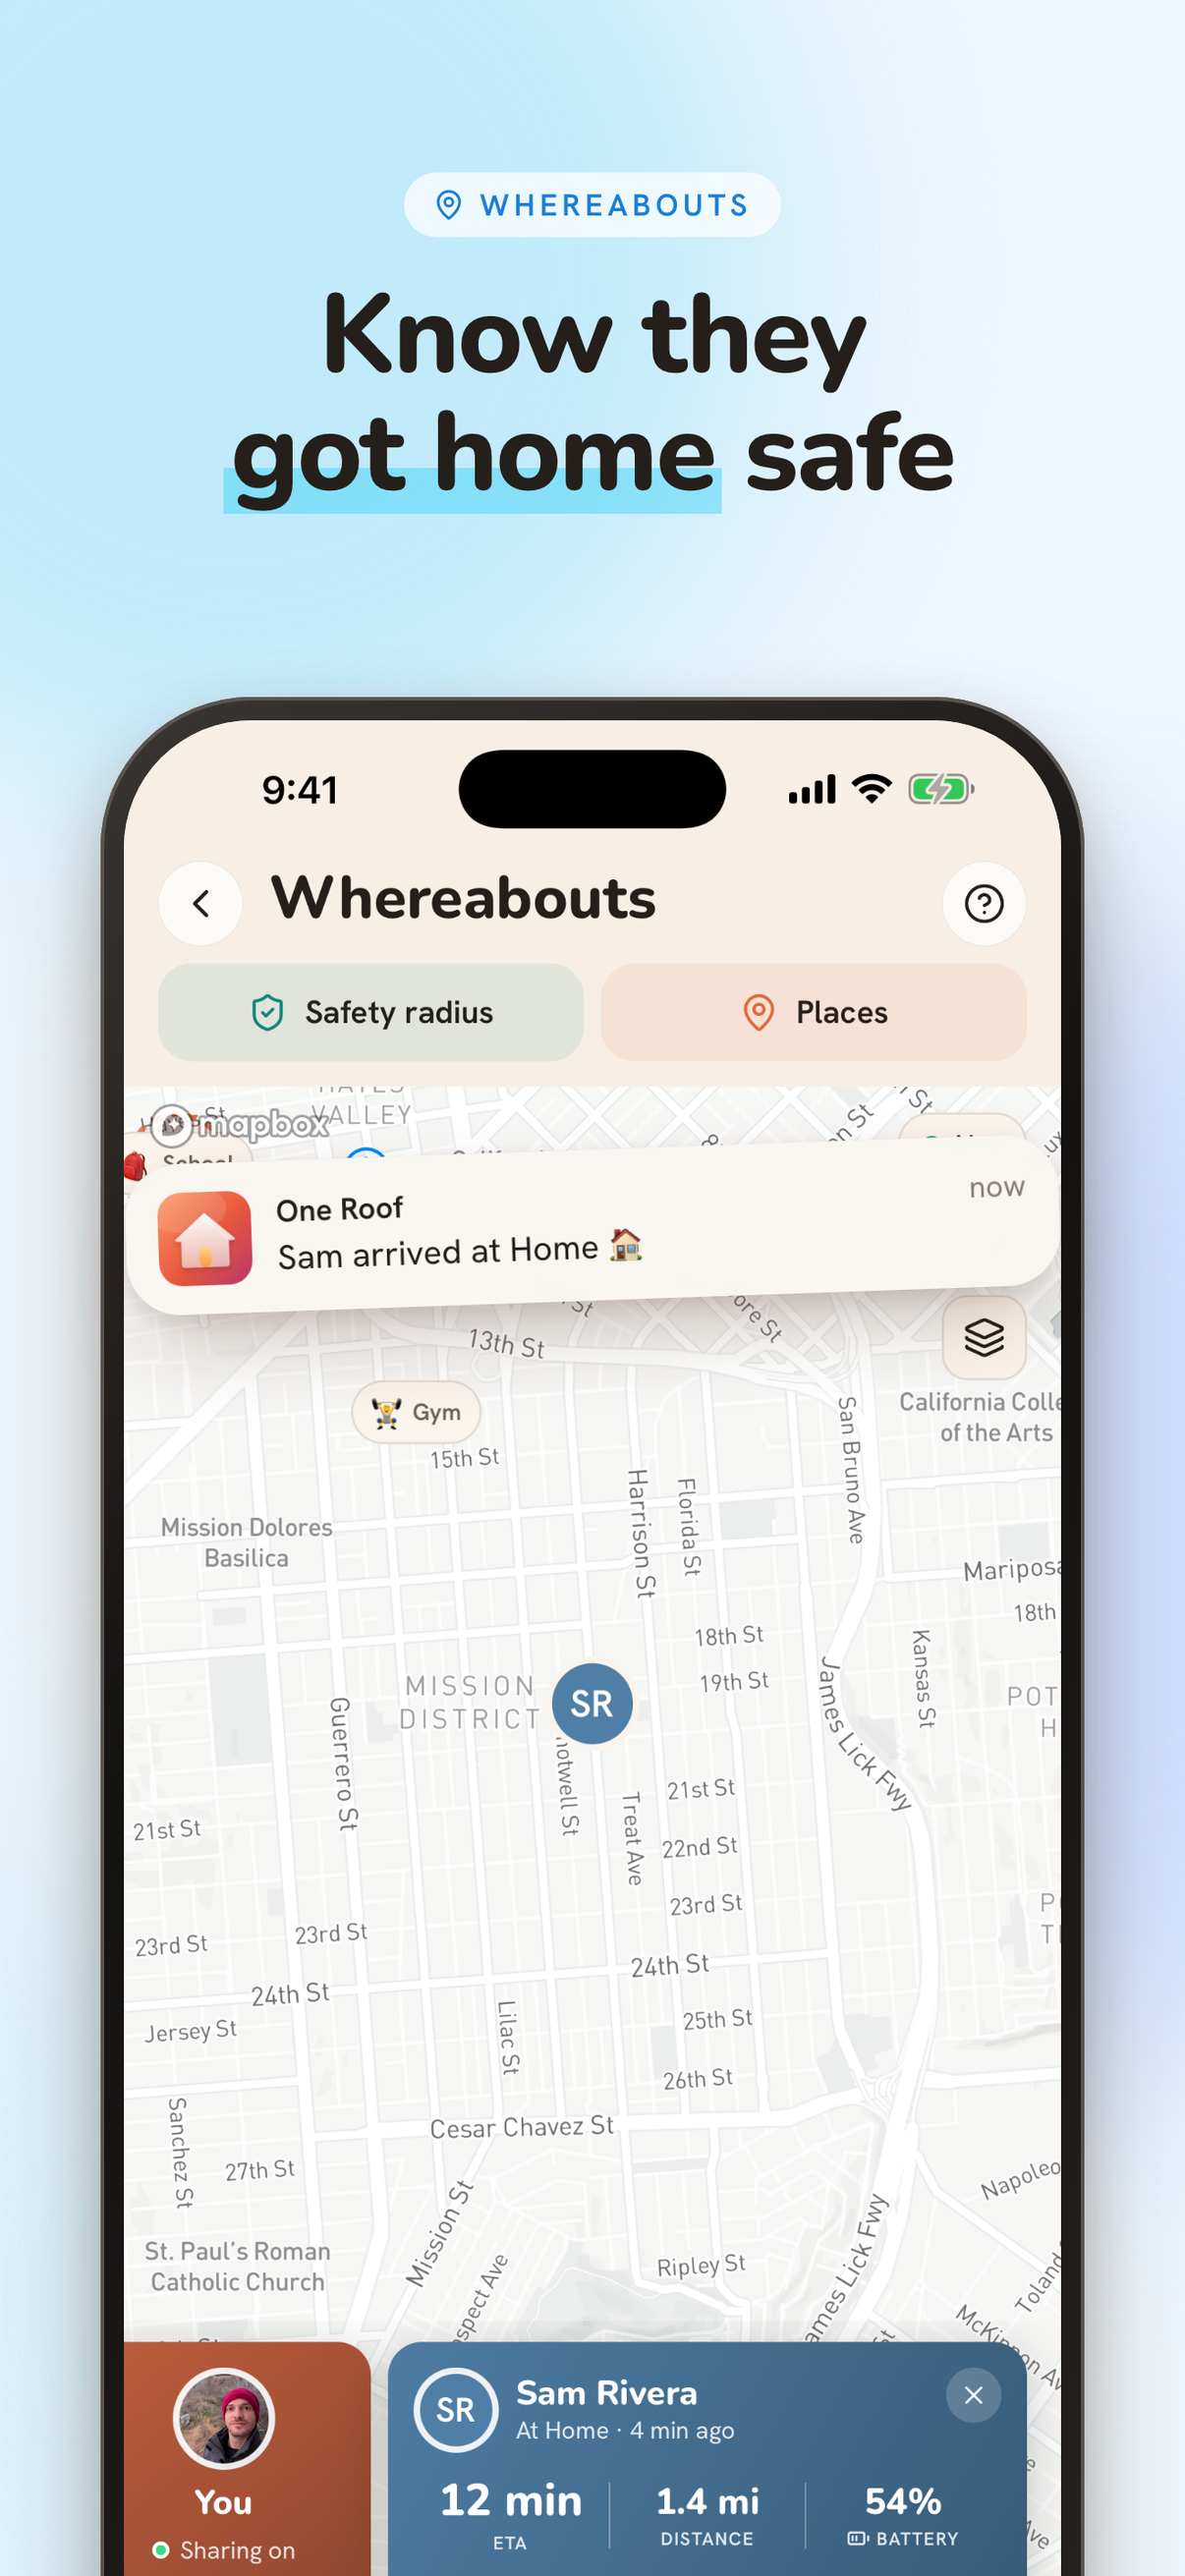 WHEREABOUTS
Know they
got home safe
9:41
Whereabouts
Safety radius
Places
VALLEY
mapbox
School
now
One Roof
Sam arrived at Home
13th St
Gym
15th St
California Colle
of the Arts
San Bruno Ave
Harrison St
Florida St
Mission Dolores
Basilica
Mariposa
18th
18th St
19th St
Kansas St
MISSION
DISTRICT
SR
POT
H
James Lick Fwy
Guerrero St
21st St
Treat Ave
21st St
22nd St
23rd St
23rd St
23rd St
24th St
24th St
Jersey St
Lilac St
25th St
26th St
Sanchez St
Cesar Chavez St
27th St
Mission St
Napoleo
St. Paul's Roman
Catholic Church
Ripley St
James Lick Fwy
Toland
SR
Sam Rivera
At Home · 4 min ago
You
Sharing on
12 min
ETA
1.4 mi
DISTANCE
54%
BATTERY